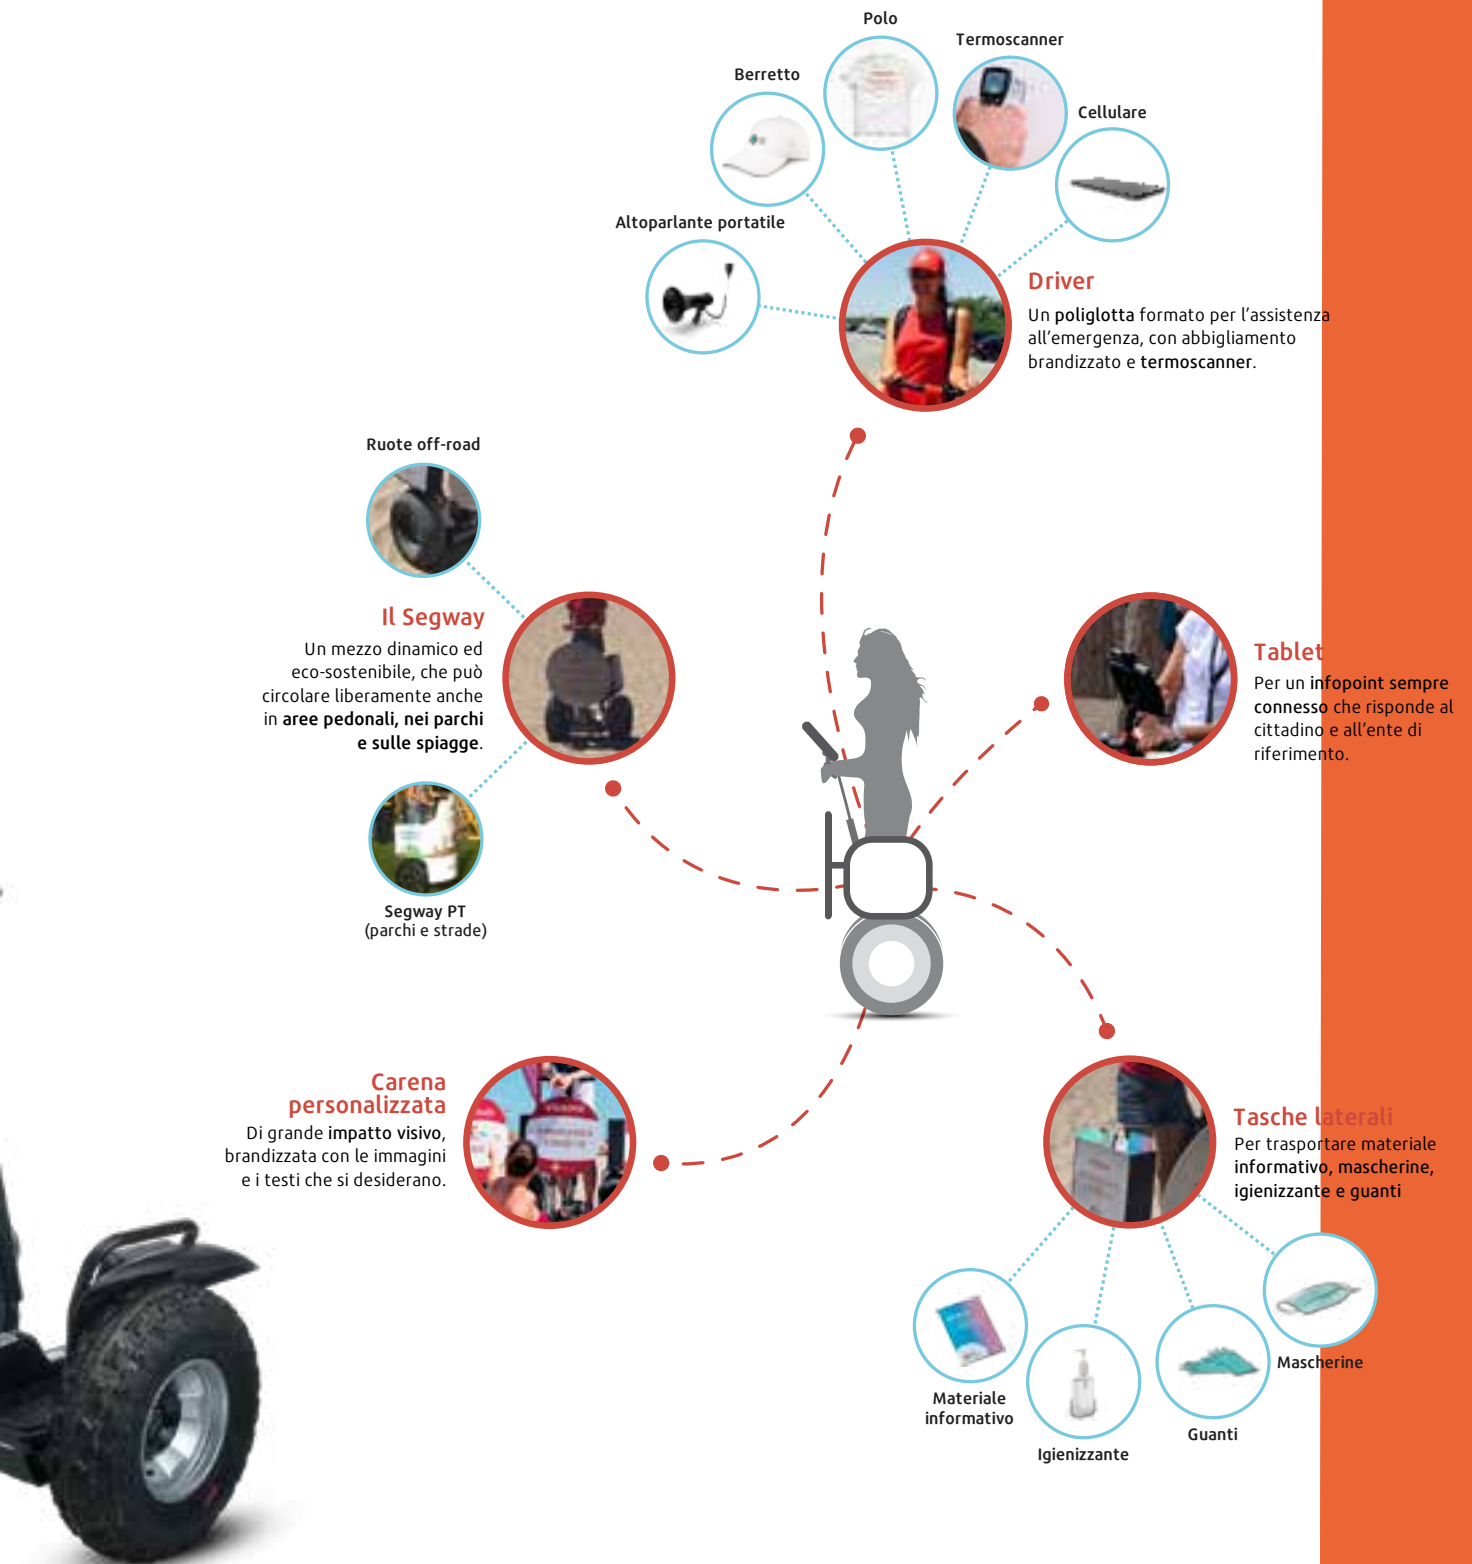 Polo
Termoscanner
Berretto
Cellulare
Altoparlante portatile
Driver
Un poliglotta formato per l'assistenza
all'emergenza, con abbigliamento
brandizzato e termoscanner.
Ruote off-road
Il Segway
Un mezzo dinamico ed
eco-sostenibile, che può
circolare liberamente anche
in aree pedonali, nei parchi
e sulle spiagge.
Segway PT
(parchi e strade)
Tablet
Per un infopoint sempre
connesso che risponde al
cittadino e all'ente di
riferimento.
Carena
personalizzata
Di grande impatto visivo,
brandizzata con le immagini
e i testi che si desiderano.
Tasche laterali
Per trasportare materiale
informativo, mascherine,
igienizzante e guanti
Mascherine
Materiale
informativo
Guanti
Igienizzante